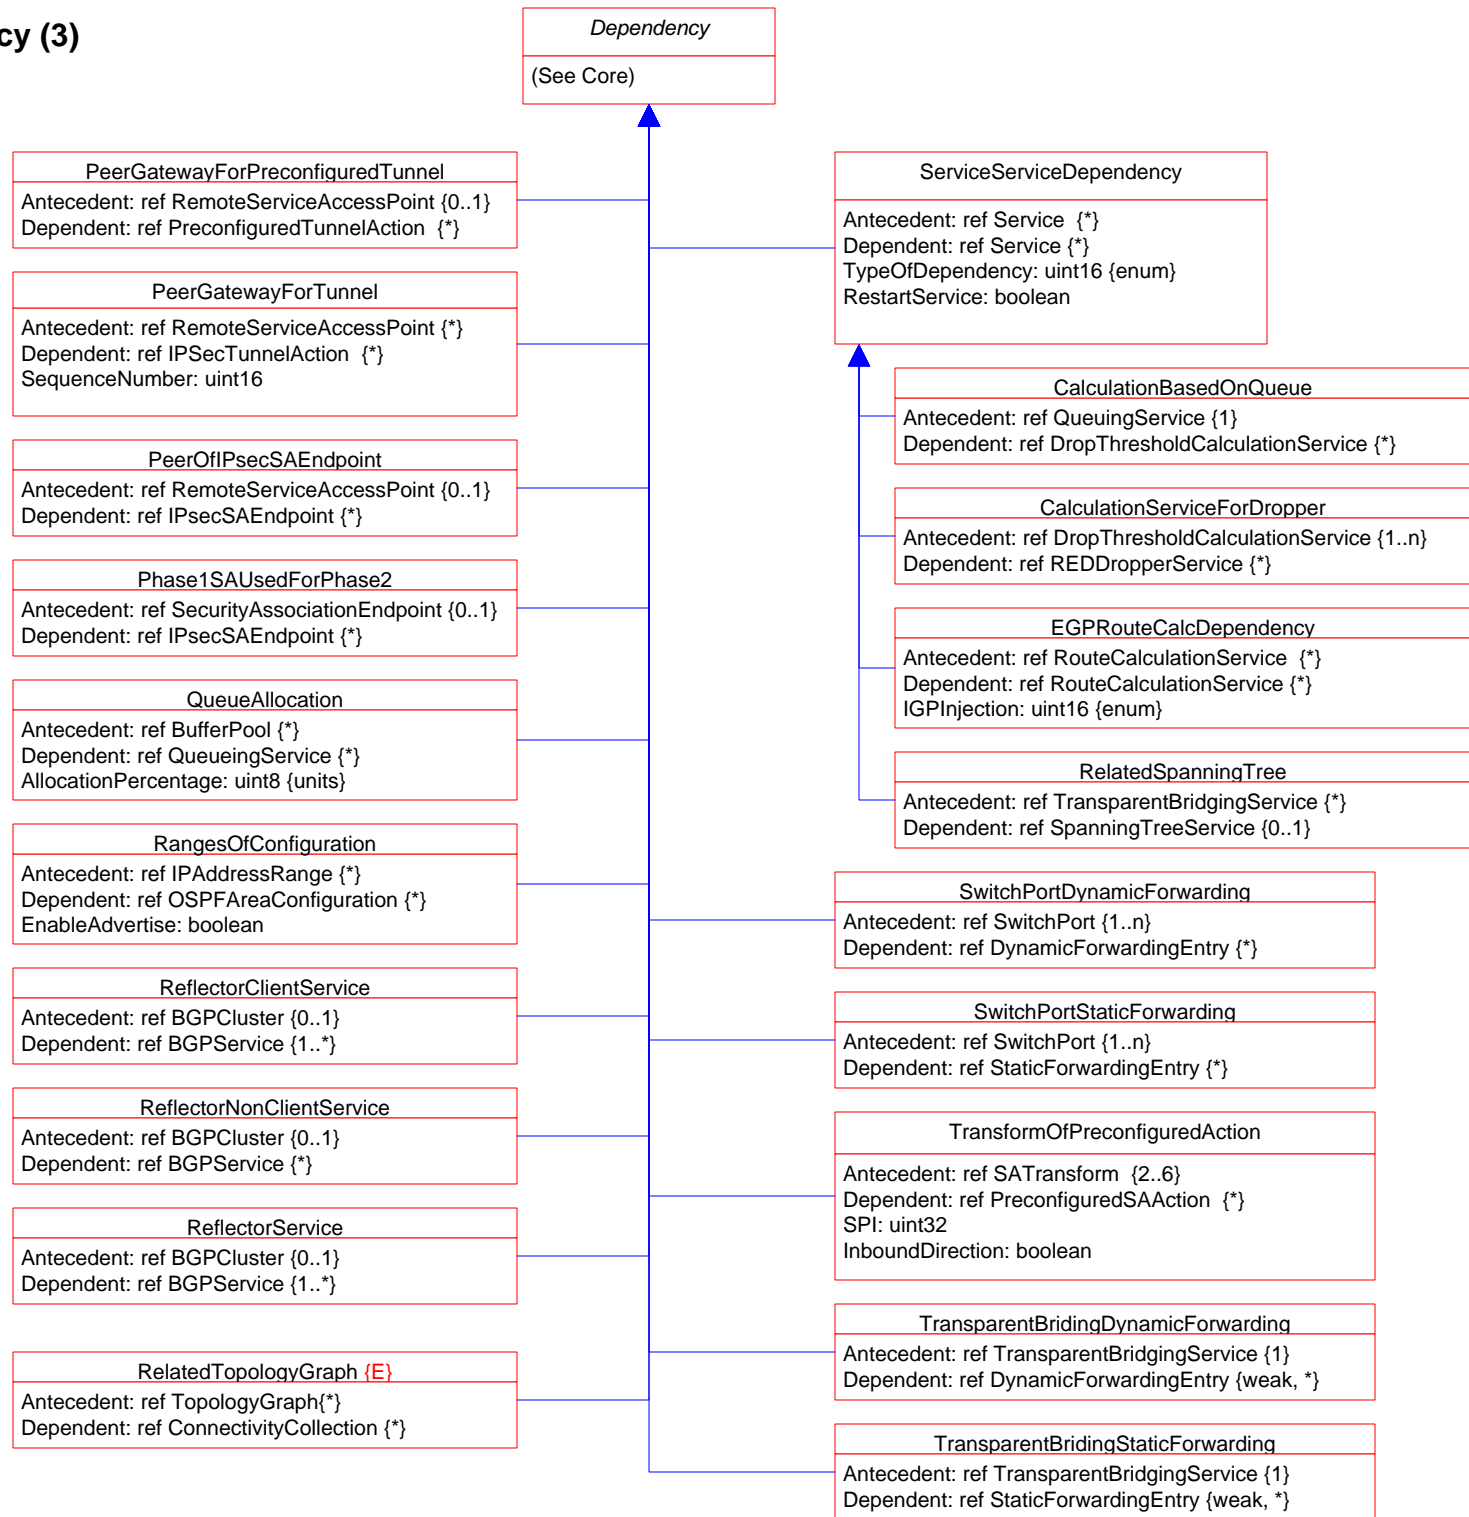 cy (3)
Dependency
(See Core)
PeerGatewayForPreconfiguredTunnel
Antecedent: ref RemoteServiceAccessPoint {0..1}
Dependent: ref PreconfiguredTunnelAction {*}
PeerGatewayForTunnel
Antecedent: ref RemoteServiceAccessPoint {*}
Dependent: ref IPSecTunnelAction {*}
SequenceNumber: uint16
PeerOfIPsecSAEndpoint
Antecedent: ref RemoteServiceAccessPoint {0..1}
Dependent: ref IPsecSAEndpoint {*}
Phase1SAUsedForPhase2
Antecedent: ref SecurityAssociationEndpoint {0..1}
Dependent: ref IPsecSAEndpoint {*}
QueueAllocation
Antecedent: ref BufferPool {*}
Dependent: ref QueueingService {*}
AllocationPercentage: uint8 {units}
RangesOfConfiguration
Antecedent: ref IPAddressRange {*}
Dependent: ref OSPFAreaConfiguration {*}
EnableAdvertise: boolean
ReflectorClientService
Antecedent: ref BGPCluster {0..1}
Dependent: ref BGPService {1..*}
ReflectorNonClientService
Antecedent: ref BGPCluster {0..1}
Dependent: ref BGPService {*}
ReflectorService
Antecedent: ref BGPCluster {0..1}
Dependent: ref BGPService {1..*}
RelatedTopologyGraph {E}
Antecedent: ref TopologyGraph{*}
Dependent: ref ConnectivityCollection {*}
ServiceServiceDependency
Antecedent: ref Service {*}
Dependent: ref Service {*}
TypeOfDependency: uint16 {enum}
RestartService: boolean
CalculationBasedOnQueue
Antecedent: ref QueuingService {1}
Dependent: ref DropThresholdCalculationService {*}
CalculationServiceForDropper
Antecedent: ref DropThresholdCalculationService {1..n}
Dependent: ref REDDropperService {*}
EGPRouteCalcDependency
Antecedent: ref RouteCalculationService {*}
Dependent: ref RouteCalculationService {*}
IGPInjection: uint16 {enum}
RelatedSpanningTree
Antecedent: ref TransparentBridgingService {*}
Dependent: ref SpanningTreeService {0..1}
SwitchPortDynamicForwarding
Antecedent: ref SwitchPort {1..n}
Dependent: ref DynamicForwardingEntry {*}
SwitchPortStaticForwarding
Antecedent: ref SwitchPort {1..n}
Dependent: ref StaticForwardingEntry {*}
TransformOfPreconfiguredAction
Antecedent: ref SATransform {2..6}
Dependent: ref PreconfiguredSAAction {*}
SPI: uint32
InboundDirection: boolean
TransparentBridingDynamicForwarding
Antecedent: ref TransparentBridgingService {1}
Dependent: ref DynamicForwardingEntry {weak, *}
TransparentBridingStaticForwarding
Antecedent: ref TransparentBridgingService {1}
Dependent: ref StaticForwardingEntry {weak, *}